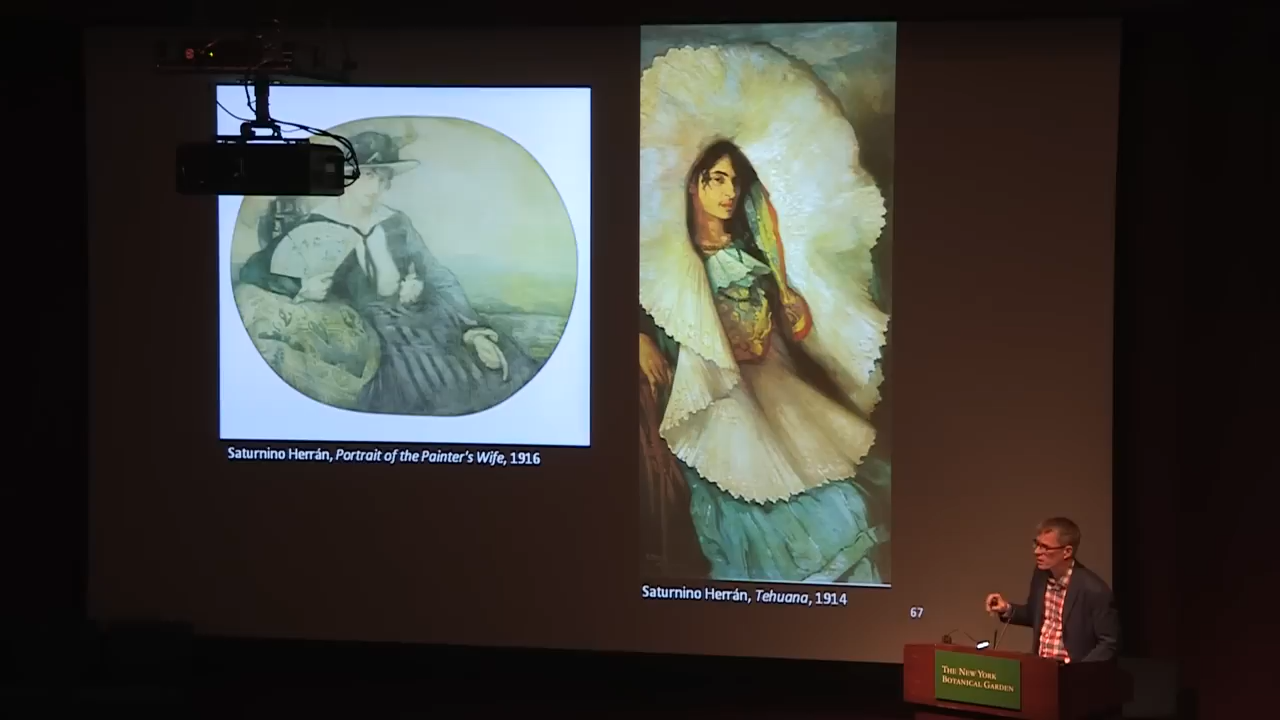 Saturnino Herrán, Portrait of the Painter's Wife, 1916
Saturnino Herrán, Tehuana, 1914
67
THE NEW YORK
BOTANICAL GARDEN